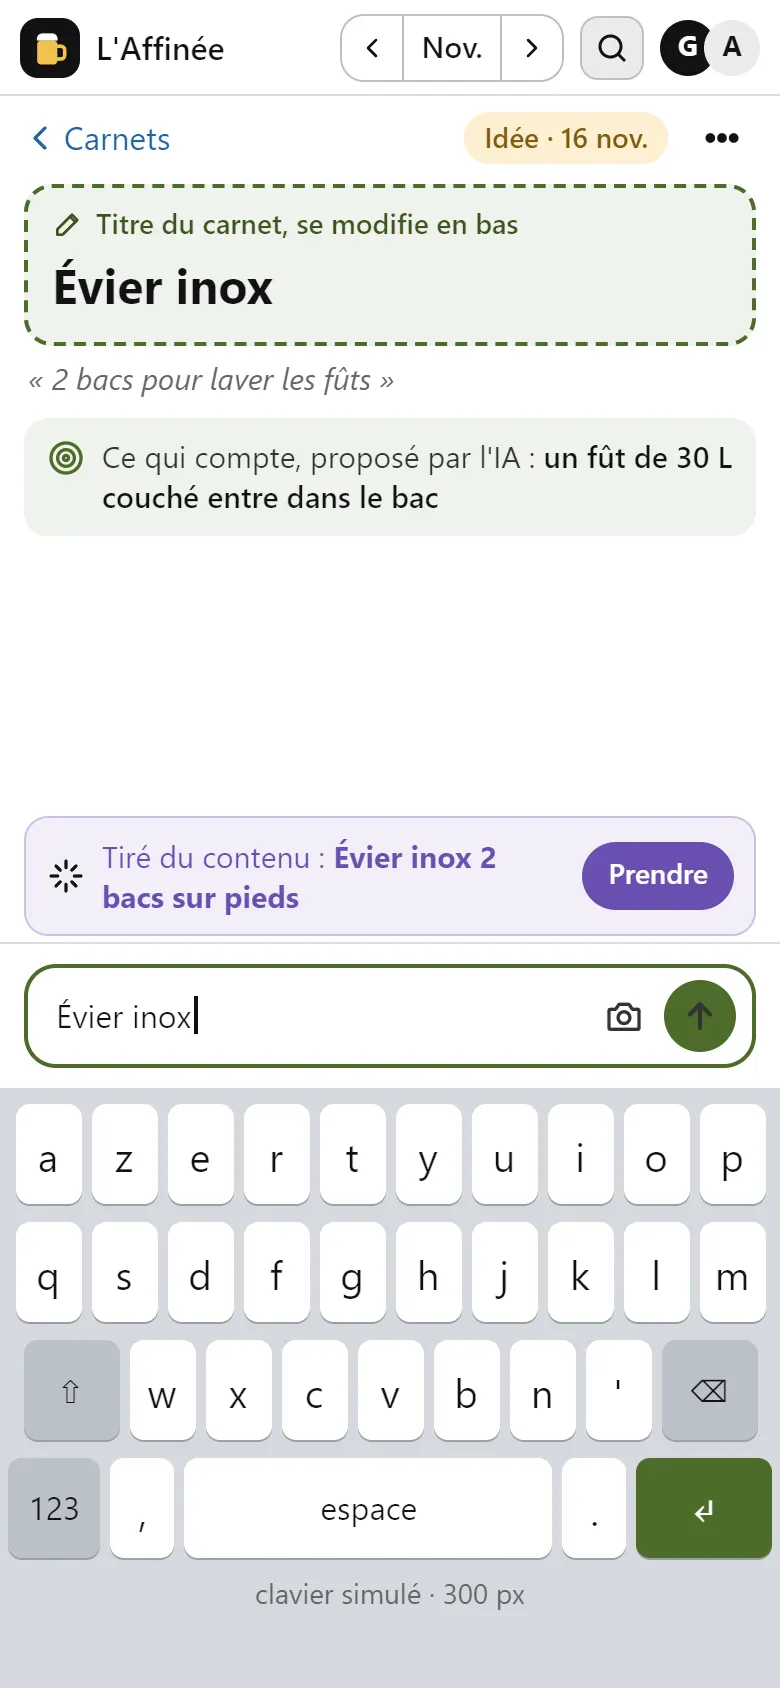 L'Affinée
Nov.
G A
Carnets
Idée · 16 nov.
Titre du carnet, se modifie en bas
Évier inox
« 2 bacs pour laver les fûts »
Ce qui compte, proposé par l'IA : un fût de 30 L
couché entre dans le bac
Tiré du contenu : Évier inox 2
bacs sur pieds
Prendre
Évier inox
a z e r t y u i o p
q s d f g h j k l m
w x c v b n '
123 , espace .
clavier simulé · 300 px